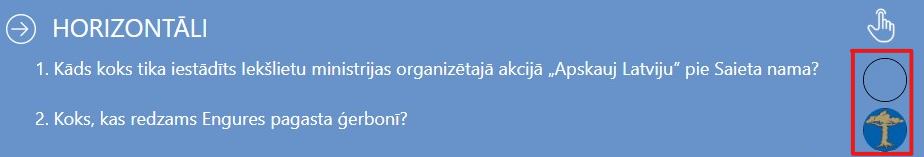 HORIZONTĀLI
1. Kāds koks tika iestādīts Iekšlietu ministrijas organizētajā akcijā „Apskauj Latviju” pie Saieta nama?
2. Koks, kas redzams Engures pagasta ģerbonī?